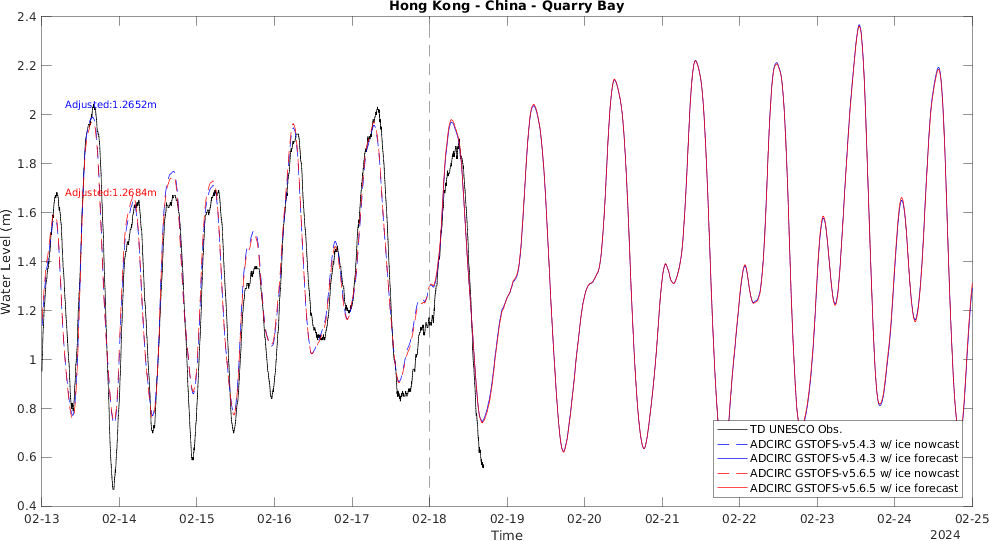 Hong Kong - China - Quarry Bay
2.4
2.2
2
1.8
1.6
1.4
1.2
1
0.8
0.6
0.4
Water Level (m)
Adjusted:1.2652m
Adjusted:1.2684m
TD UNESCO Obs.
ADCIRC GSTOFS-v5.4.3 w/ ice nowcast
ADCIRC GSTOFS-v5.4.3 w/ ice forecast
ADCIRC GSTOFS-v5.6.5 w/ ice nowcast
ADCIRC GSTOFS-v5.6.5 w/ ice forecast
02-13 02-14 02-15 02-16 02-17 02-18 02-19 02-20 02-21 02-22 02-23 02-24 02-25
Time
2024